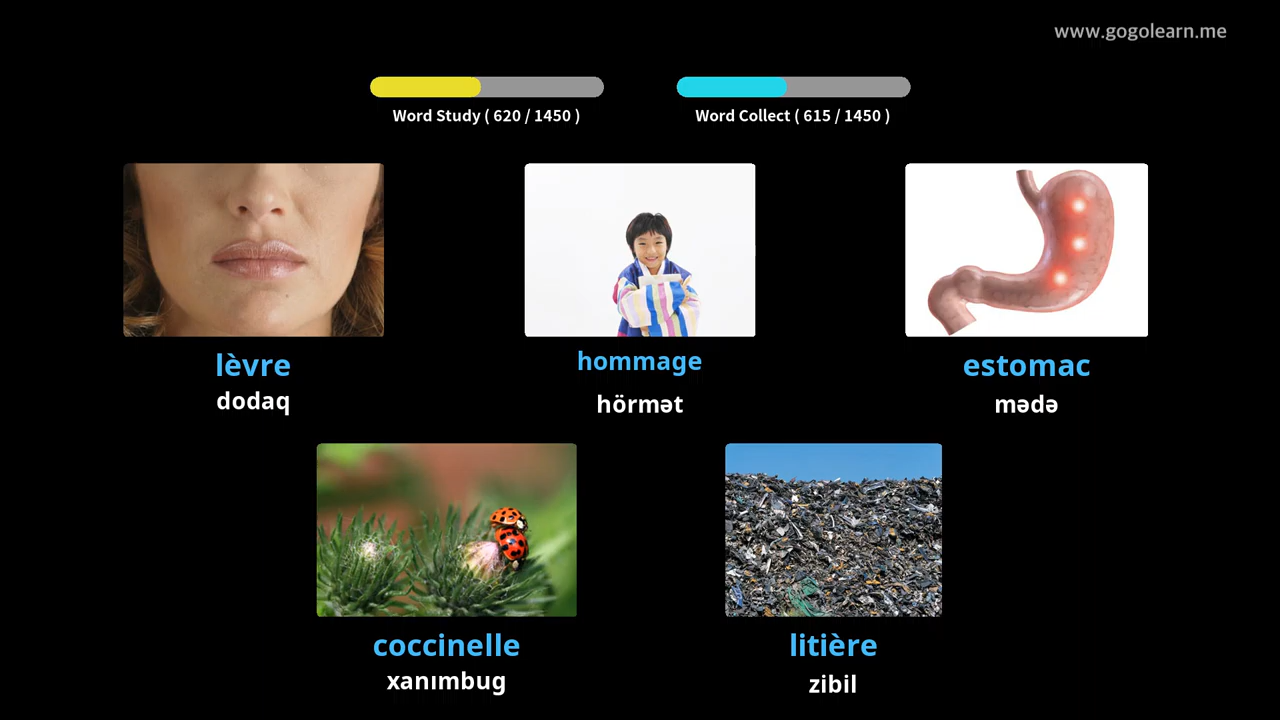 www.gogolearn.me
Word Study ( 620 / 1450 )
Word Collect ( 615 / 1450 )
lèvre
dodaq
hommage
hörmət
estomac
mədə
coccinelle
xanımbug
litière
zibil